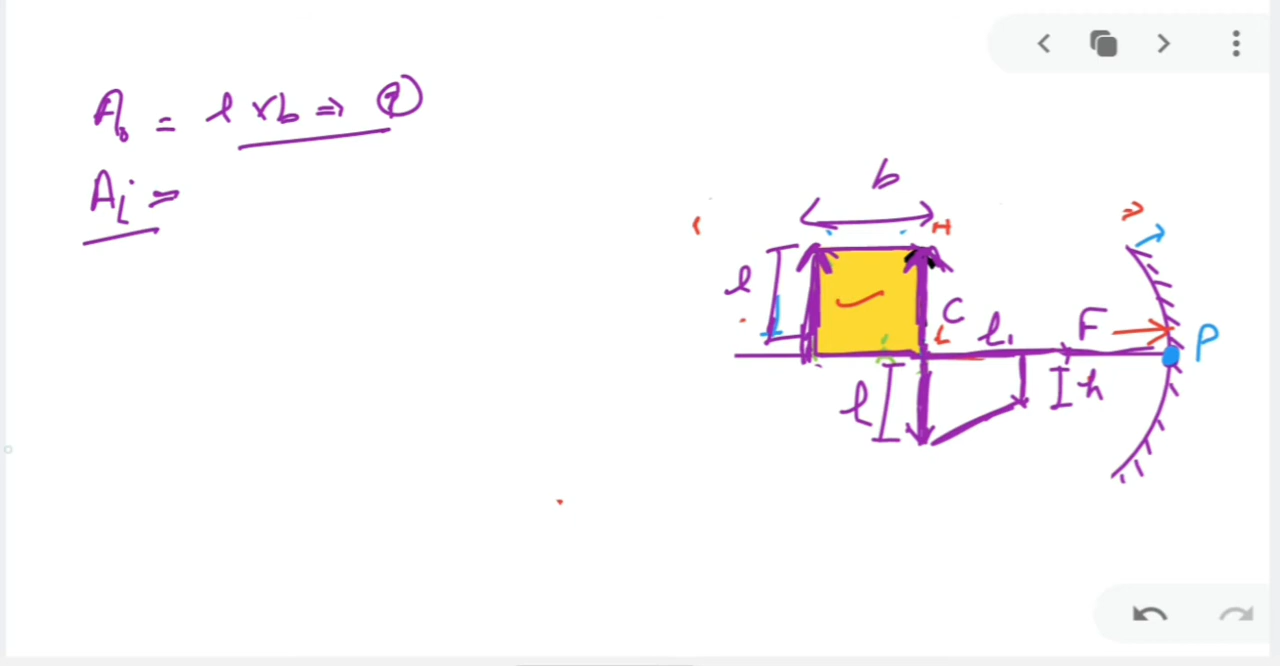 A₀ = l × b ⇒ ①
Aᵢ =
b
l
C
l₁
F
P
l
h
H
L